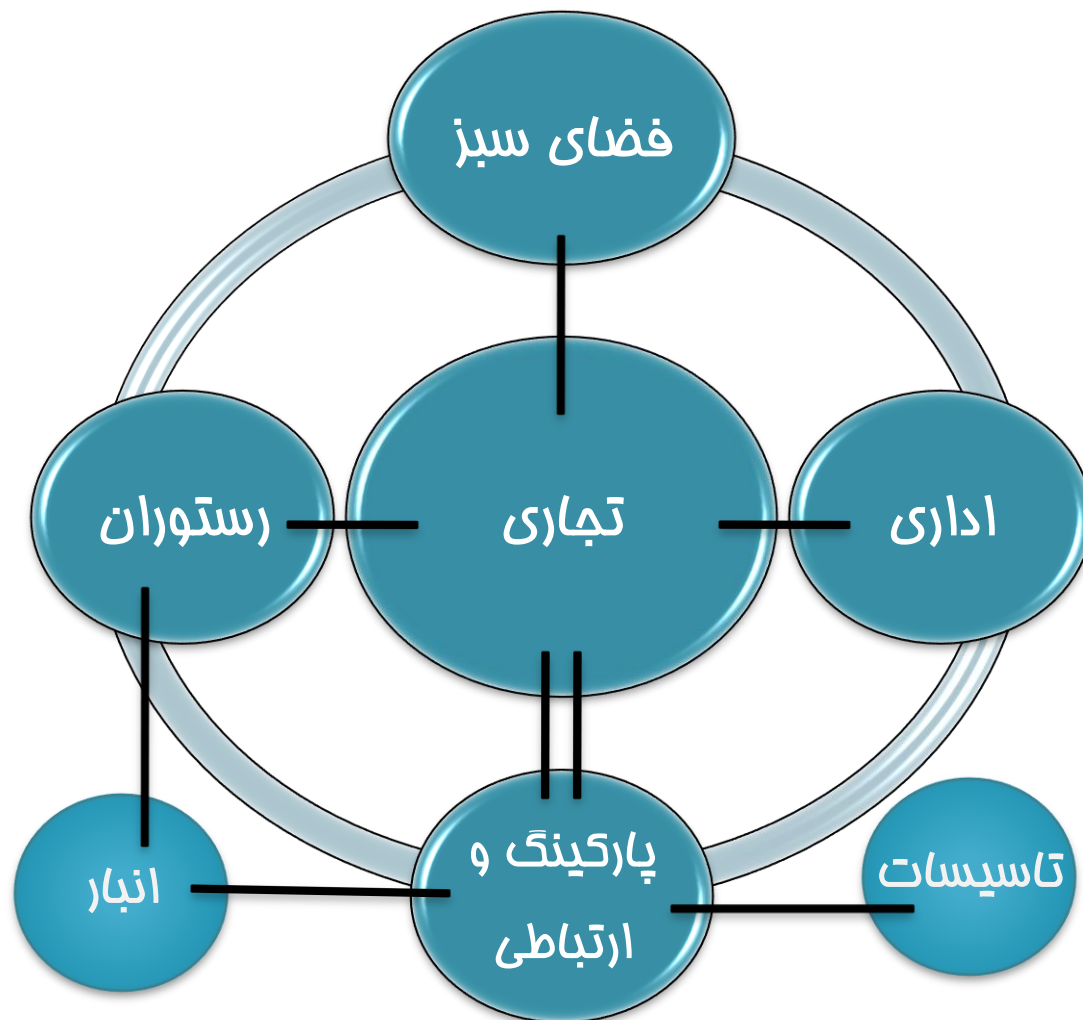 فضای سبز
اداری
تجاری
رستوران
پارکینگ و
ارتباطی
تاسیسات
انبار